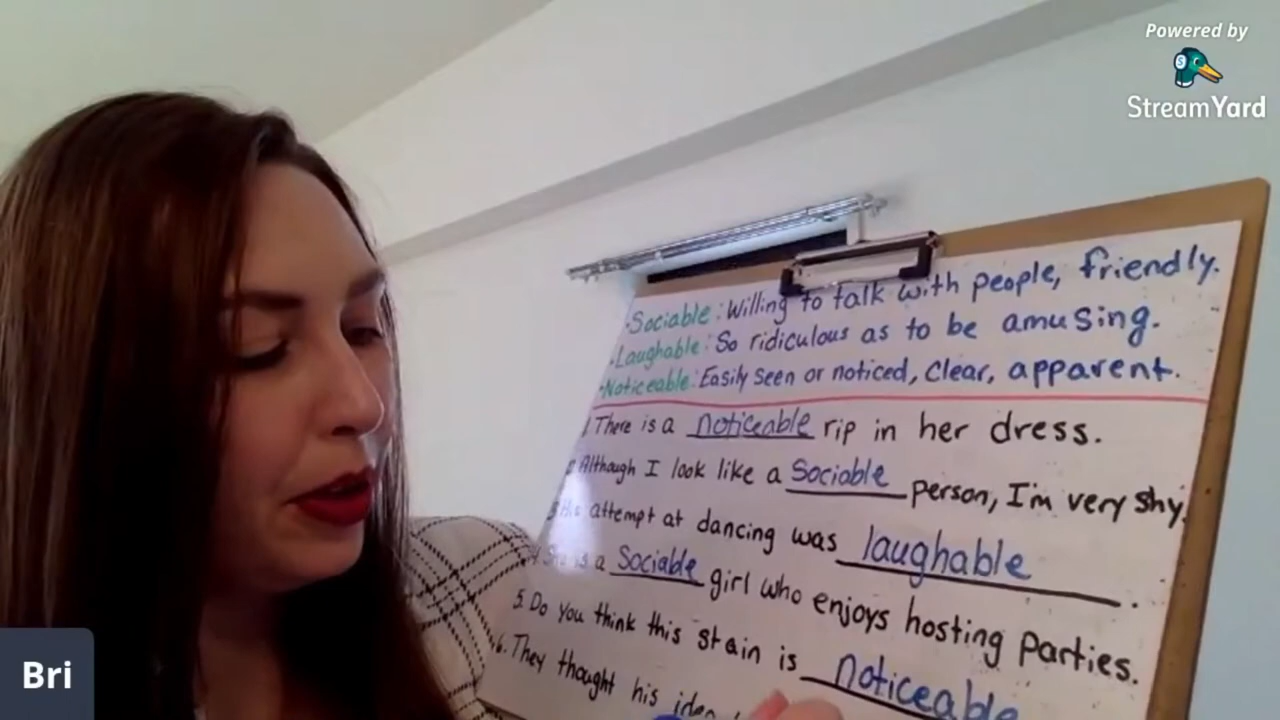 Powered by
StreamYard
·Sociable: Willing to talk with people, friendly.
·Laughable: So ridiculous as to be amusing.
·Noticeable: Easily seen or noticed, clear, apparent.
1 There is a noticeable rip in her dress.
Although I look like a Sociable person, I'm very shy.
attempt at dancing was laughable.
is a Sociable girl who enjoys hosting parties.
5. Do you think this stain is noticeable
6. They thought his
Bri